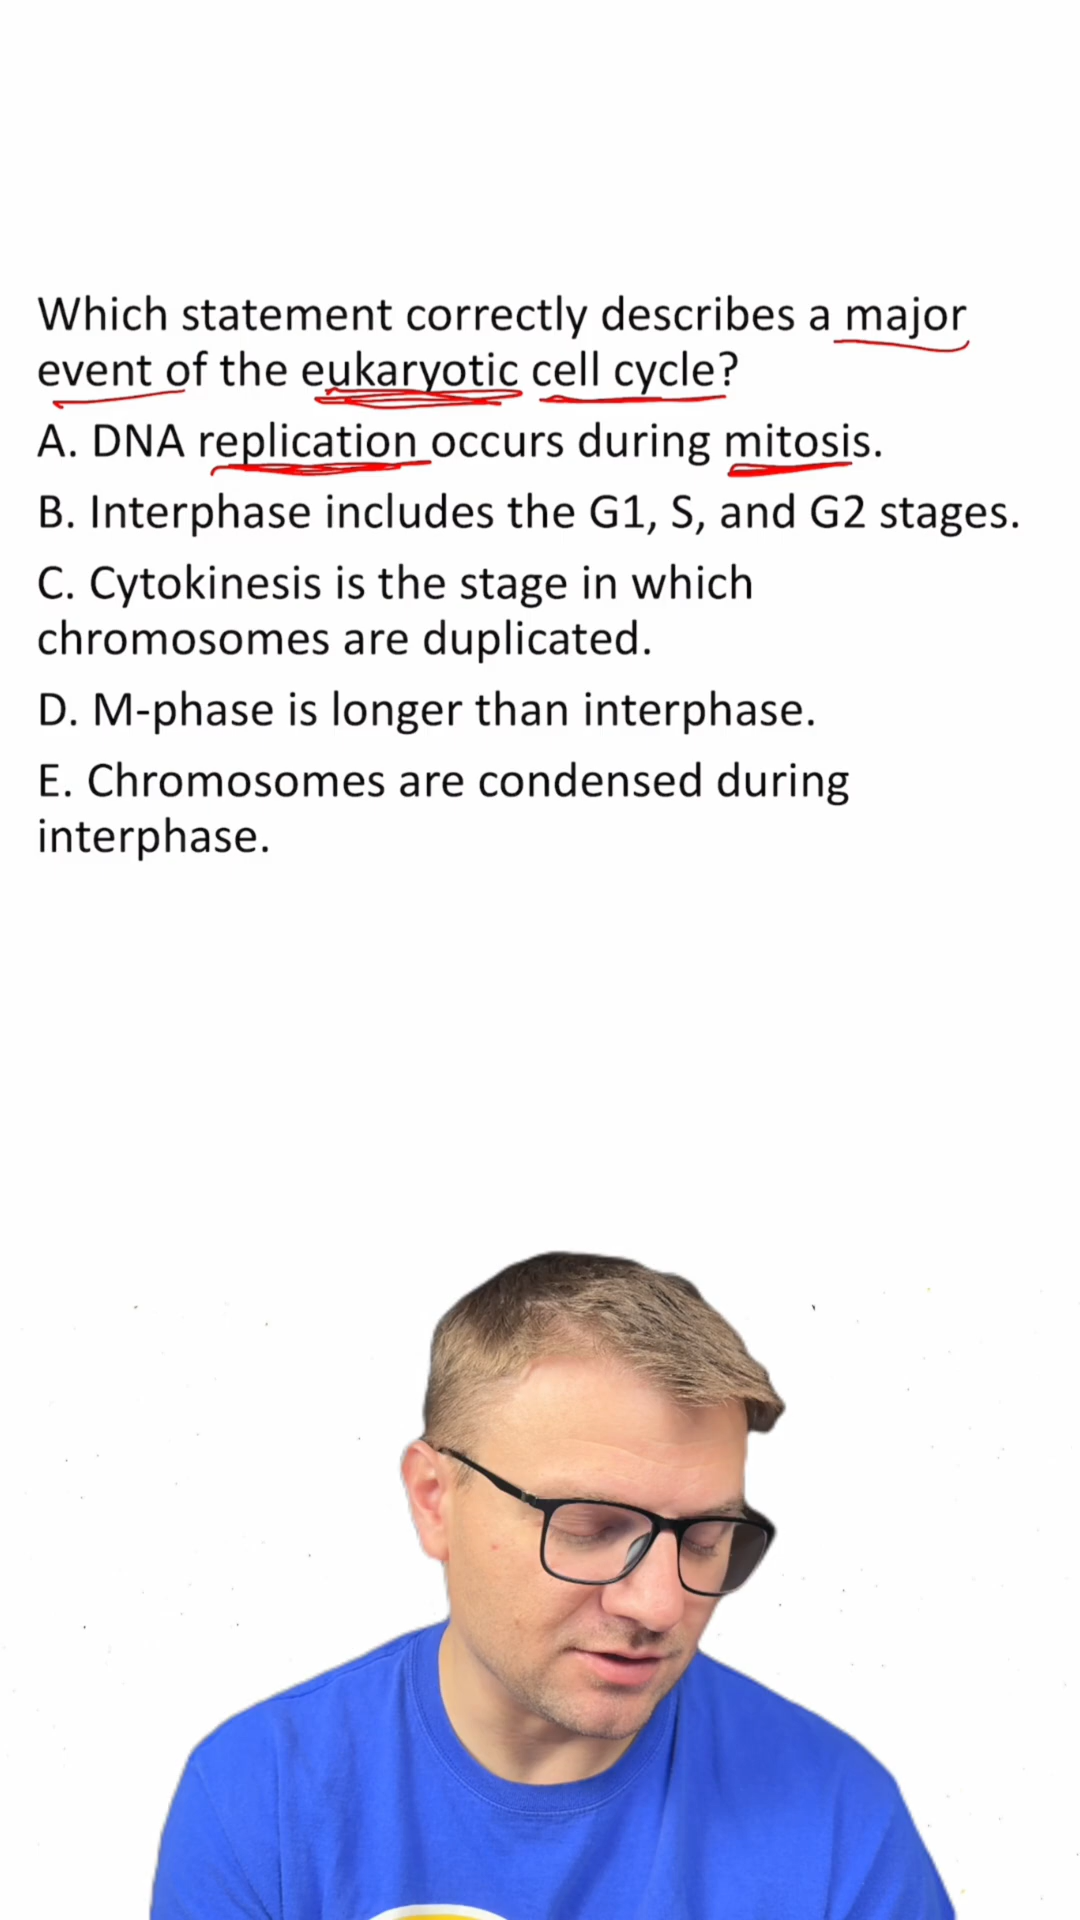 Which statement correctly describes a major
event of the eukaryotic cell cycle?
A. DNA replication occurs during mitosis.
B. Interphase includes the G1, S, and G2 stages.
C. Cytokinesis is the stage in which
chromosomes are duplicated.
D. M-phase is longer than interphase.
E. Chromosomes are condensed during
interphase.